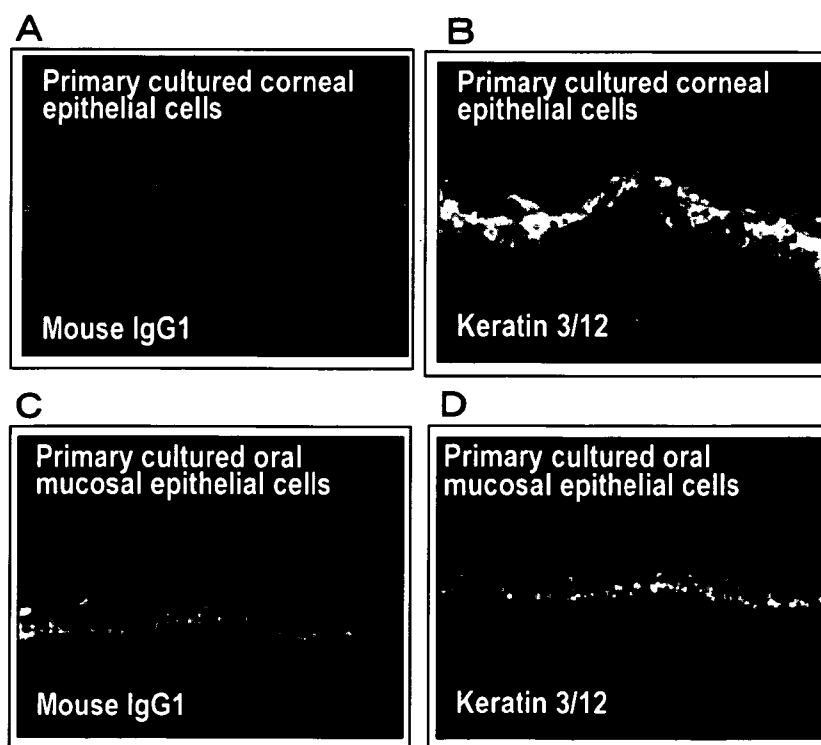 A
Primary cultured corneal
epithelial cells
Mouse IgG1
B
Primary cultured corneal
epithelial cells
Keratin 3/12
C
Primary cultured oral
mucosal epithelial cells
Mouse IgG1
D
Primary cultured oral
mucosal epithelial cells
Keratin 3/12